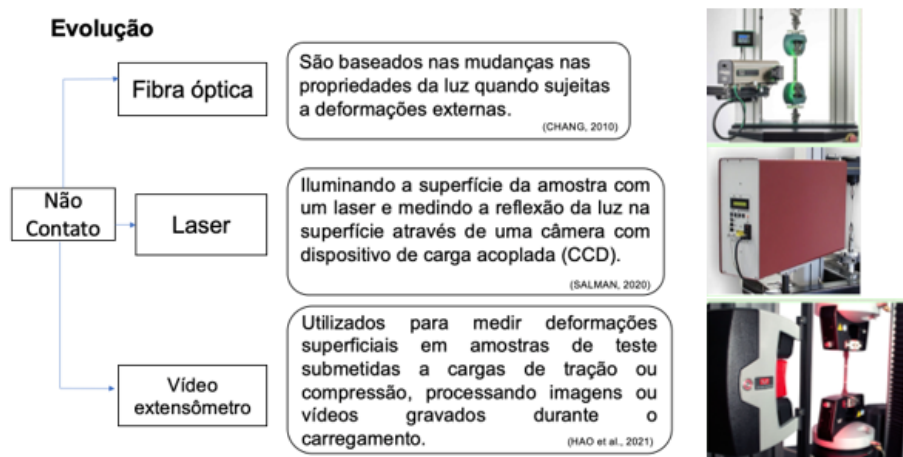 Evolução
Fibra óptica
São baseados nas mudanças nas
propriedades da luz quando sujeitas
a deformações externas.
(CHANG, 2010)
Não
Contato
Laser
Iluminando a superfície da amostra com
um laser e medindo a reflexão da luz na
superfície através de uma câmera com
dispositivo de carga acoplada (CCD).
(SALMAN, 2020)
Vídeo
extensômetro
Utilizados para medir deformações
superficiais em amostras de teste
submetidas a cargas de tração ou
compressão, processando imagens ou
vídeos gravados durante o
carregamento.
(HAO et al., 2021)